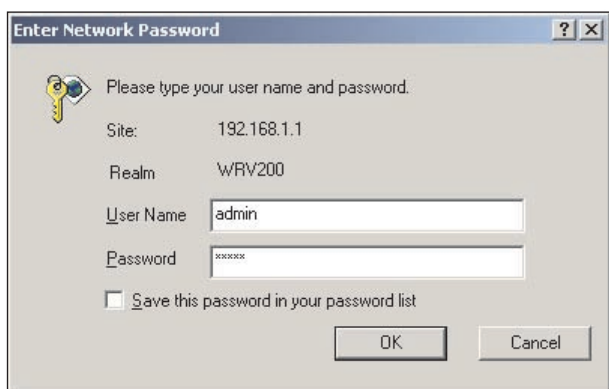 Enter Network Password
? X
Please type your user name and password.
Site: 192.168.1.1
Realm WRV200
User Name admin
Password *****
Save this password in your password list
OK Cancel